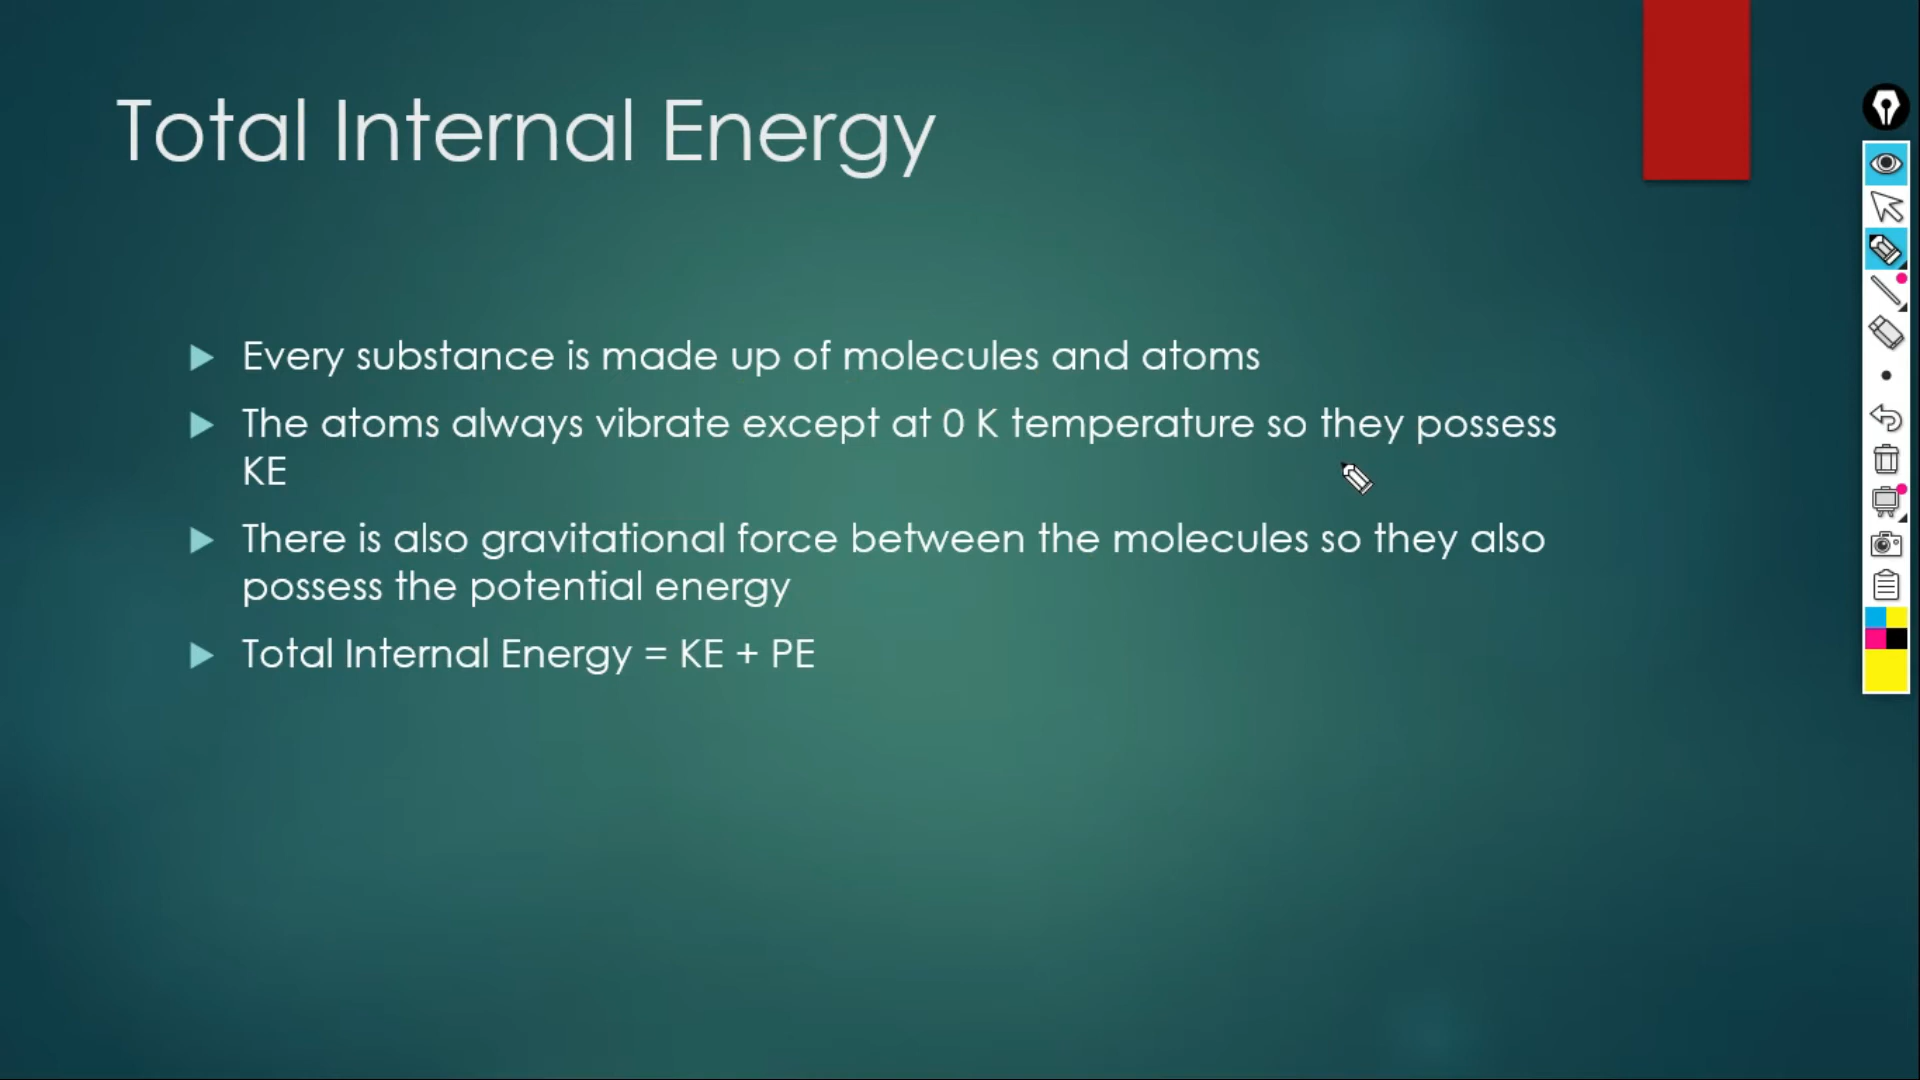 Total Internal Energy
Every substance is made up of molecules and atoms
The atoms always vibrate except at 0 K temperature so they possess
KE
There is also gravitational force between the molecules so they also
possess the potential energy
Total Internal Energy = KE + PE